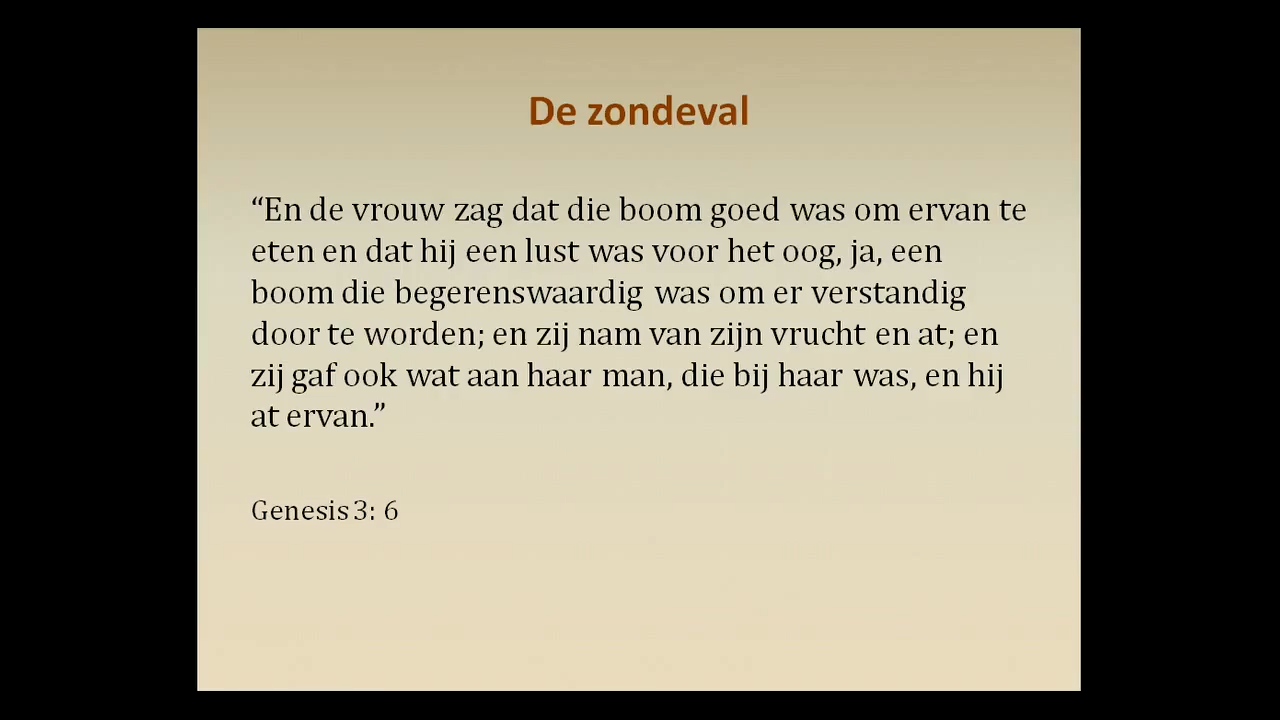 De zondeval
“En de vrouw zag dat die boom goed was om ervan te
eten en dat hij een lust was voor het oog, ja, een
boom die begerenswaardig was om er verstandig
door te worden; en zij nam van zijn vrucht en at; en
zij gaf ook wat aan haar man, die bij haar was, en hij
at ervan.”
Genesis 3: 6